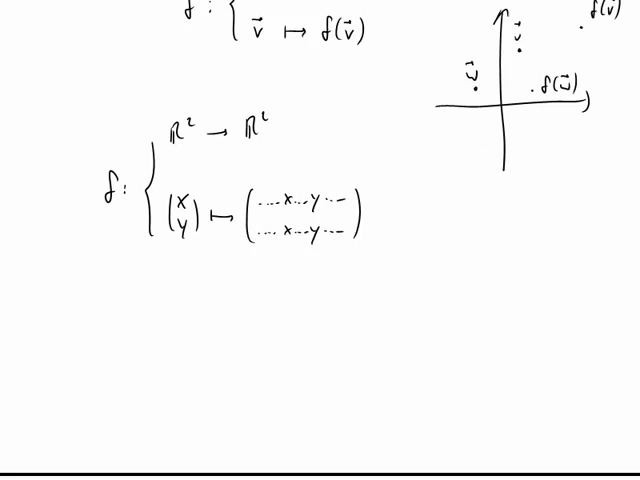 f :
v⃗ ↦ f(v⃗)
f(v⃗)
v⃗
w⃗
f(w⃗)
ℝ² → ℝ²
f :
(x y) ↦ (....x...y...
....x...y...)